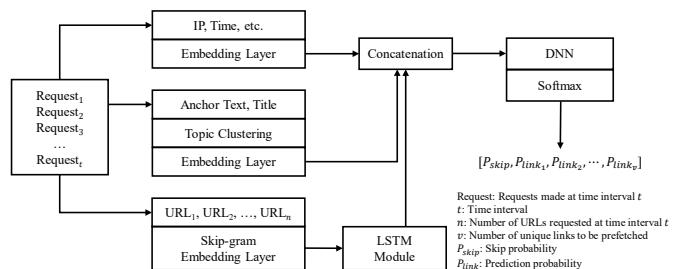 IP, Time, etc.
Embedding Layer
Concatenation
DNN
Softmax
Request₁
Request₂
Request₃
…
Requestₜ
Anchor Text, Title
Topic Clustering
Embedding Layer
[P_skip, P_link₁, P_link₂, ⋯, P_linkᵥ]
URL₁, URL₂, …, URLₙ
Skip-gram
Embedding Layer
LSTM
Module
Request: Requests made at time interval t
t: Time interval
n: Number of URLs requested at time interval t
v: Number of unique links to be prefetched
P_skip: Skip probability
P_link: Prediction probability